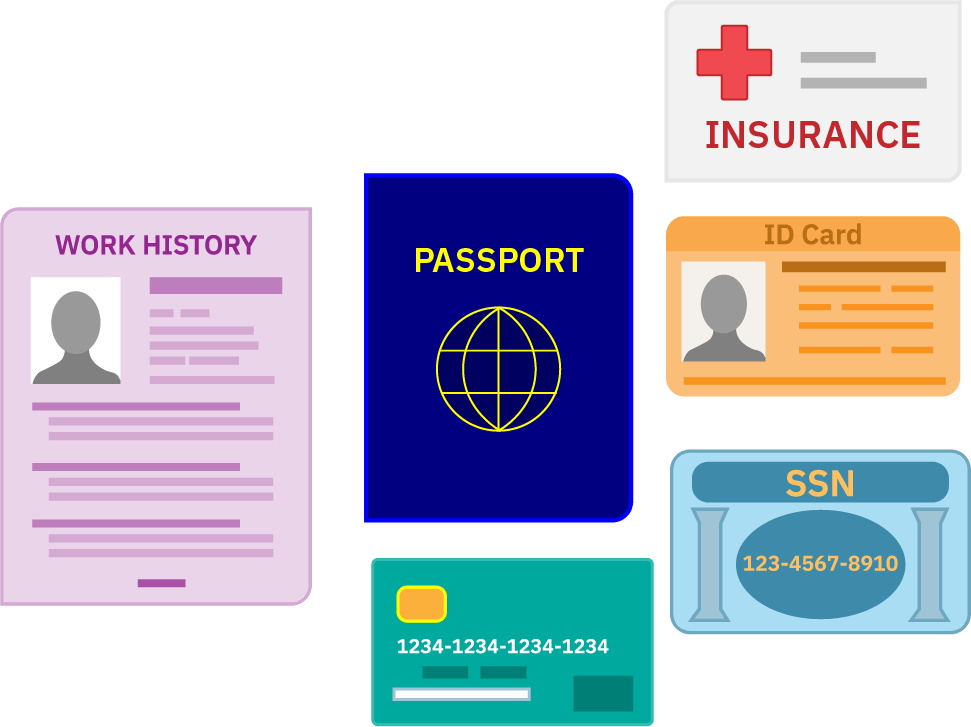 INSURANCE
WORK HISTORY
PASSPORT
ID Card
SSN
123-4567-8910
1234-1234-1234-1234